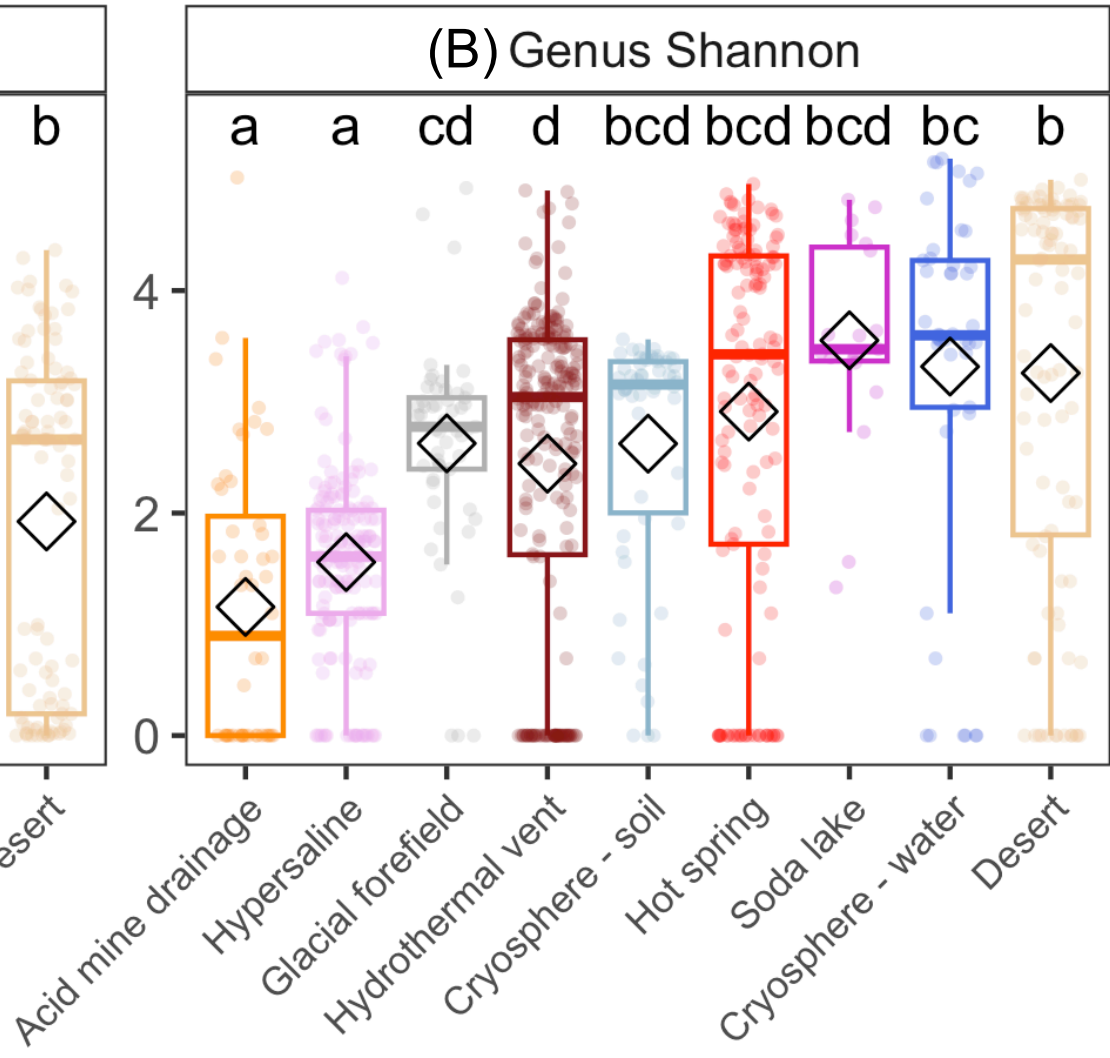 (B) Genus Shannon
b
a a cd d bcd bcd bcd bc b
4
2
0
esert
Acid mine drainage
Hypersaline
Glacial forefield
Hydrothermal vent
Cryosphere - soil
Hot spring
Soda lake
Cryosphere - water
Desert